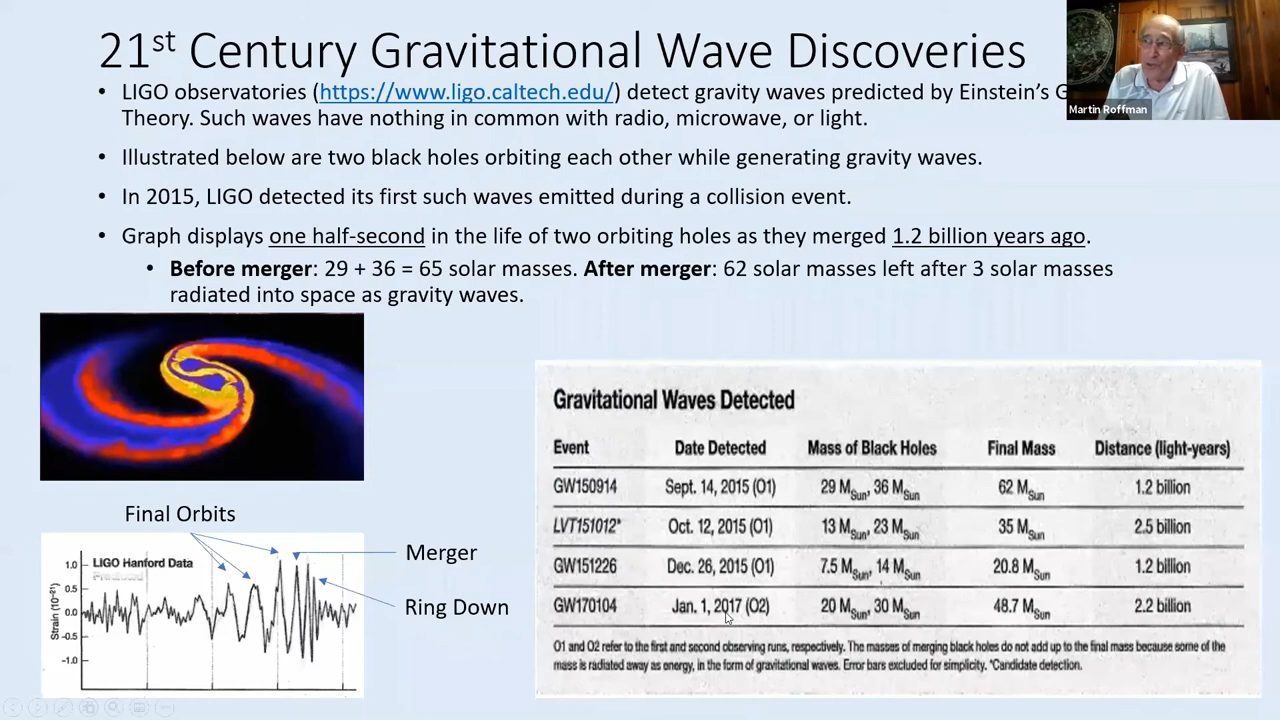 21st Century Gravitational Wave Discoveries
Martin Roffman
• LIGO observatories (https://www.ligo.caltech.edu/) detect gravity waves predicted by Einstein's G
Theory. Such waves have nothing in common with radio, microwave, or light.
• Illustrated below are two black holes orbiting each other while generating gravity waves.
• In 2015, LIGO detected its first such waves emitted during a collision event.
• Graph displays one half-second in the life of two orbiting holes as they merged 1.2 billion years ago.
• Before merger: 29 + 36 = 65 solar masses. After merger: 62 solar masses left after 3 solar masses
radiated into space as gravity waves.
Final Orbits
Merger
Ring Down
LIGO Hanford Data
Strain (10⁻²¹)
1.0
0.5
0.0
-0.5
-1.0
Gravitational Waves Detected
Event Date Detected Mass of Black Holes Final Mass Distance (light-years)
GW150914 Sept. 14, 2015 (O1) 29 MSun, 36 MSun 62 MSun 1.2 billion
LVT151012* Oct. 12, 2015 (O1) 13 MSun, 23 MSun 35 MSun 2.5 billion
GW151226 Dec. 26, 2015 (O1) 7.5 MSun, 14 MSun 20.8 MSun 1.2 billion
GW170104 Jan. 1, 2017 (O2) 20 MSun, 30 MSun 48.7 MSun 2.2 billion
O1 and O2 refer to the first and second observing runs, respectively. The masses of merging black holes do not add up to the final mass because some of the
mass is radiated away as energy, in the form of gravitational waves. Error bars excluded for simplicity. *Candidate detection.